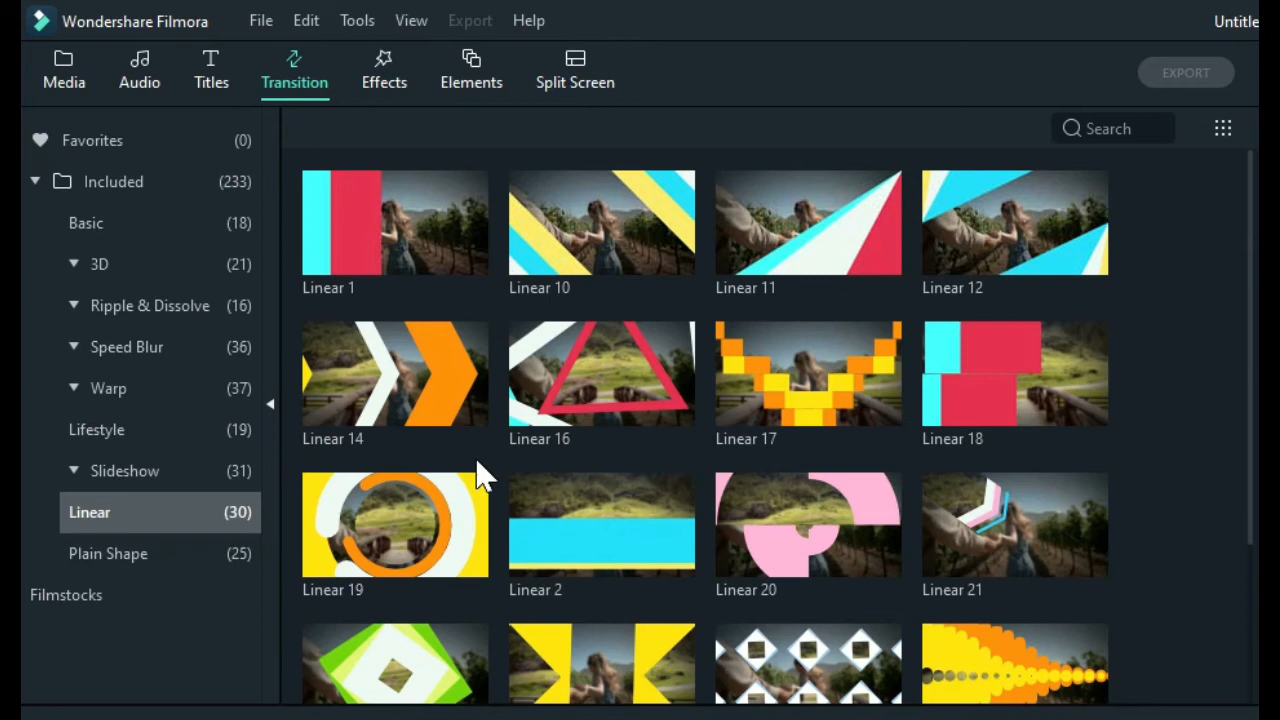 Wondershare Filmora File Edit Tools View Export Help Untitle
Media Audio Titles Transition Effects Elements Split Screen EXPORT
Search
Favorites (0)
Included (233)
Basic (18)
3D (21)
Ripple & Dissolve (16)
Speed Blur (36)
Warp (37)
Lifestyle (19)
Slideshow (31)
Linear (30)
Plain Shape (25)
Filmstocks
Linear 1 Linear 10 Linear 11 Linear 12
Linear 14 Linear 16 Linear 17 Linear 18
Linear 19 Linear 2 Linear 20 Linear 21